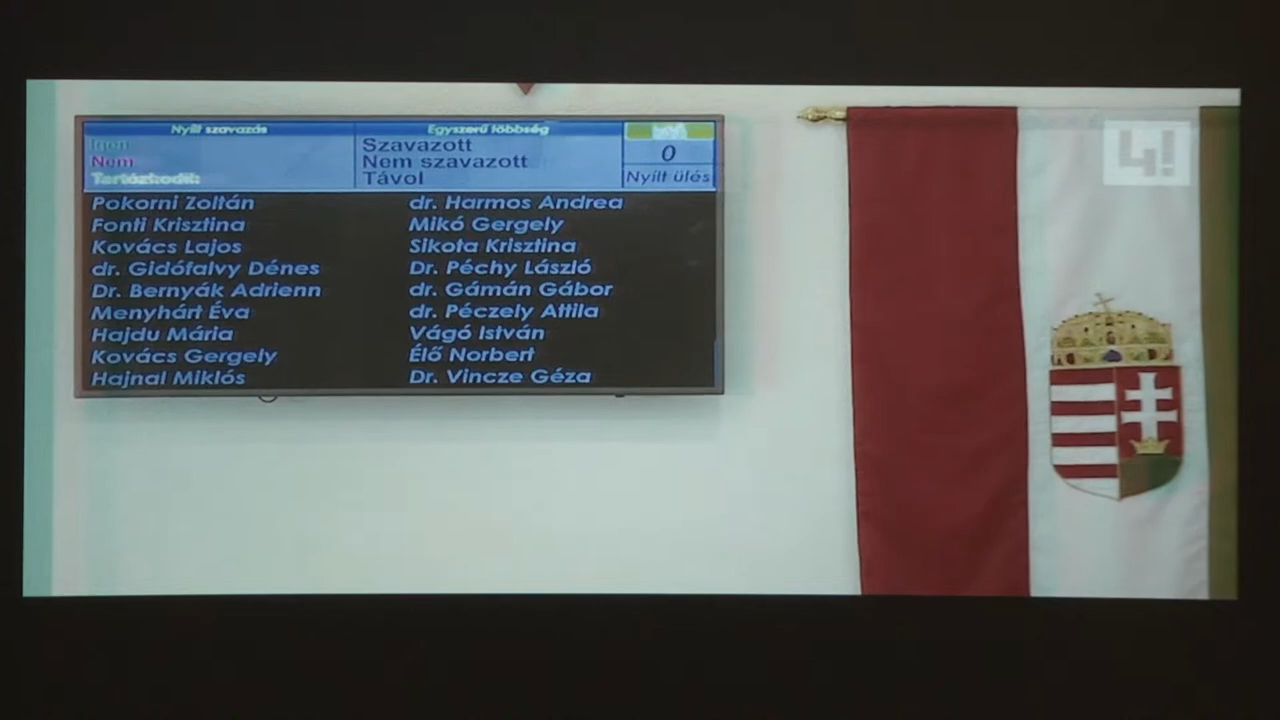 Nyílt szavazás
Egyszerű többség
Igen
Szavazott
Nem
Nem szavazott
0
Tartózkodik
Távol
Nyílt ülés
Pokorni Zoltán
dr. Harmos Andrea
Fonti Krisztina
Mikó Gergely
Kovács Lajos
Sikota Krisztina
dr. Gidófalvy Dénes
Dr. Péchy László
Dr. Bernyák Adrienn
dr. Gámán Gábor
Menyhárt Éva
dr. Péczely Attila
Hajdu Mária
Vágó István
Kovács Gergely
Élő Norbert
Hajnal Miklós
Dr. Vincze Géza
4!